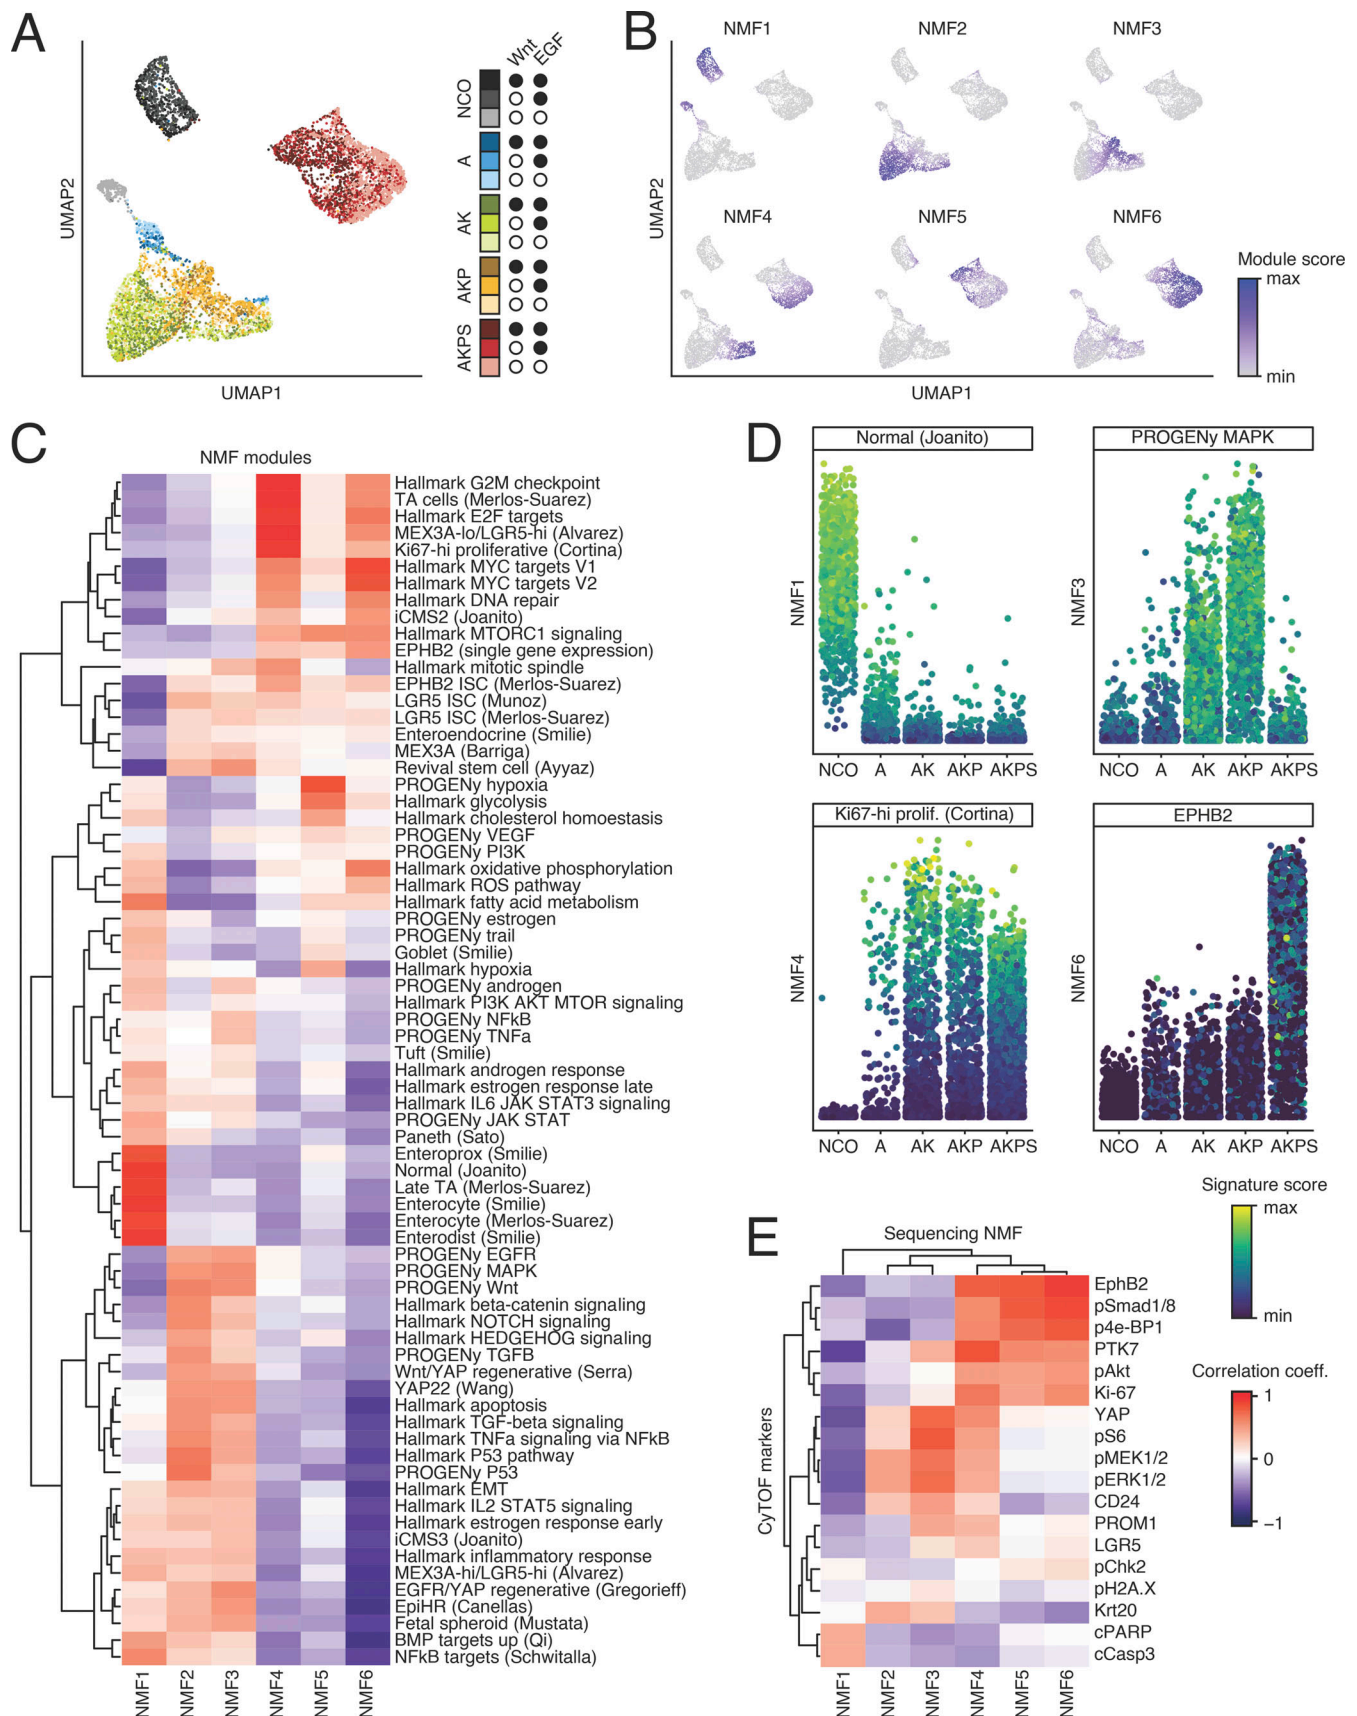 A
Wnt
EGF
NCO
A
AK
AKP
AKPS
UMAP2
UMAP1
B
NMF1
NMF2
NMF3
NMF4
NMF5
NMF6
UMAP2
UMAP1
Module score
max
min
C
NMF modules
Hallmark G2M checkpoint
TA cells (Merlos-Suarez)
Hallmark E2F targets
MEX3A-lo/LGR5-hi (Alvarez)
Ki67-hi proliferative (Cortina)
Hallmark MYC targets V1
Hallmark MYC targets V2
Hallmark DNA repair
iCMS2 (Joanito)
Hallmark MTORC1 signaling
EPHB2 (single gene expression)
Hallmark mitotic spindle
EPHB2 ISC (Merlos-Suarez)
LGR5 ISC (Munoz)
LGR5 ISC (Merlos-Suarez)
Enteroendocrine (Smilie)
MEX3A (Barriga)
Revival stem cell (Ayyaz)
PROGENy hypoxia
Hallmark glycolysis
Hallmark cholesterol homoestasis
PROGENy VEGF
PROGENy PI3K
Hallmark oxidative phosphorylation
Hallmark ROS pathway
Hallmark fatty acid metabolism
PROGENy estrogen
PROGENy trail
Goblet (Smilie)
Hallmark hypoxia
PROGENy androgen
Hallmark PI3K AKT MTOR signaling
PROGENy NFkB
PROGENy TNFa
Tuft (Smilie)
Hallmark androgen response
Hallmark estrogen response late
Hallmark IL6 JAK STAT3 signaling
PROGENy JAK STAT
Paneth (Sato)
Enteroprox (Smilie)
Normal (Joanito)
Late TA (Merlos-Suarez)
Enterocyte (Smilie)
Enterocyte (Merlos-Suarez)
Enterodist (Smilie)
PROGENy EGFR
PROGENy MAPK
PROGENy Wnt
Hallmark beta-catenin signaling
Hallmark NOTCH signaling
Hallmark HEDGEHOG signaling
PROGENy TGFB
Wnt/YAP regenerative (Serra)
YAP22 (Wang)
Hallmark apoptosis
Hallmark TGF-beta signaling
Hallmark TNFa signaling via NFkB
Hallmark P53 pathway
PROGENy P53
Hallmark EMT
Hallmark IL2 STAT5 signaling
Hallmark estrogen response early
iCMS3 (Joanito)
Hallmark inflammatory response
MEX3A-hi/LGR5-hi (Alvarez)
EGFR/YAP regenerative (Gregorieff)
EpiHR (Canellas)
Fetal spheroid (Mustata)
BMP targets up (Qi)
NFkB targets (Schwitalla)
NMF1
NMF2
NMF3
NMF4
NMF5
NMF6
D
Normal (Joanito)
NMF1
NCO A AK AKP AKPS
PROGENy MAPK
NMF3
NCO A AK AKP AKPS
Ki67-hi prolif. (Cortina)
NMF4
NCO A AK AKP AKPS
EPHB2
NMF6
NCO A AK AKP AKPS
Signature score
max
min
E
Sequencing NMF
CyTOF markers
EphB2
pSmad1/8
p4e-BP1
PTK7
pAkt
Ki-67
YAP
pS6
pMEK1/2
pERK1/2
CD24
PROM1
LGR5
pChk2
pH2A.X
Krt20
cPARP
cCasp3
NMF1
NMF2
NMF3
NMF4
NMF5
NMF6
Correlation coeff.
1
0
−1